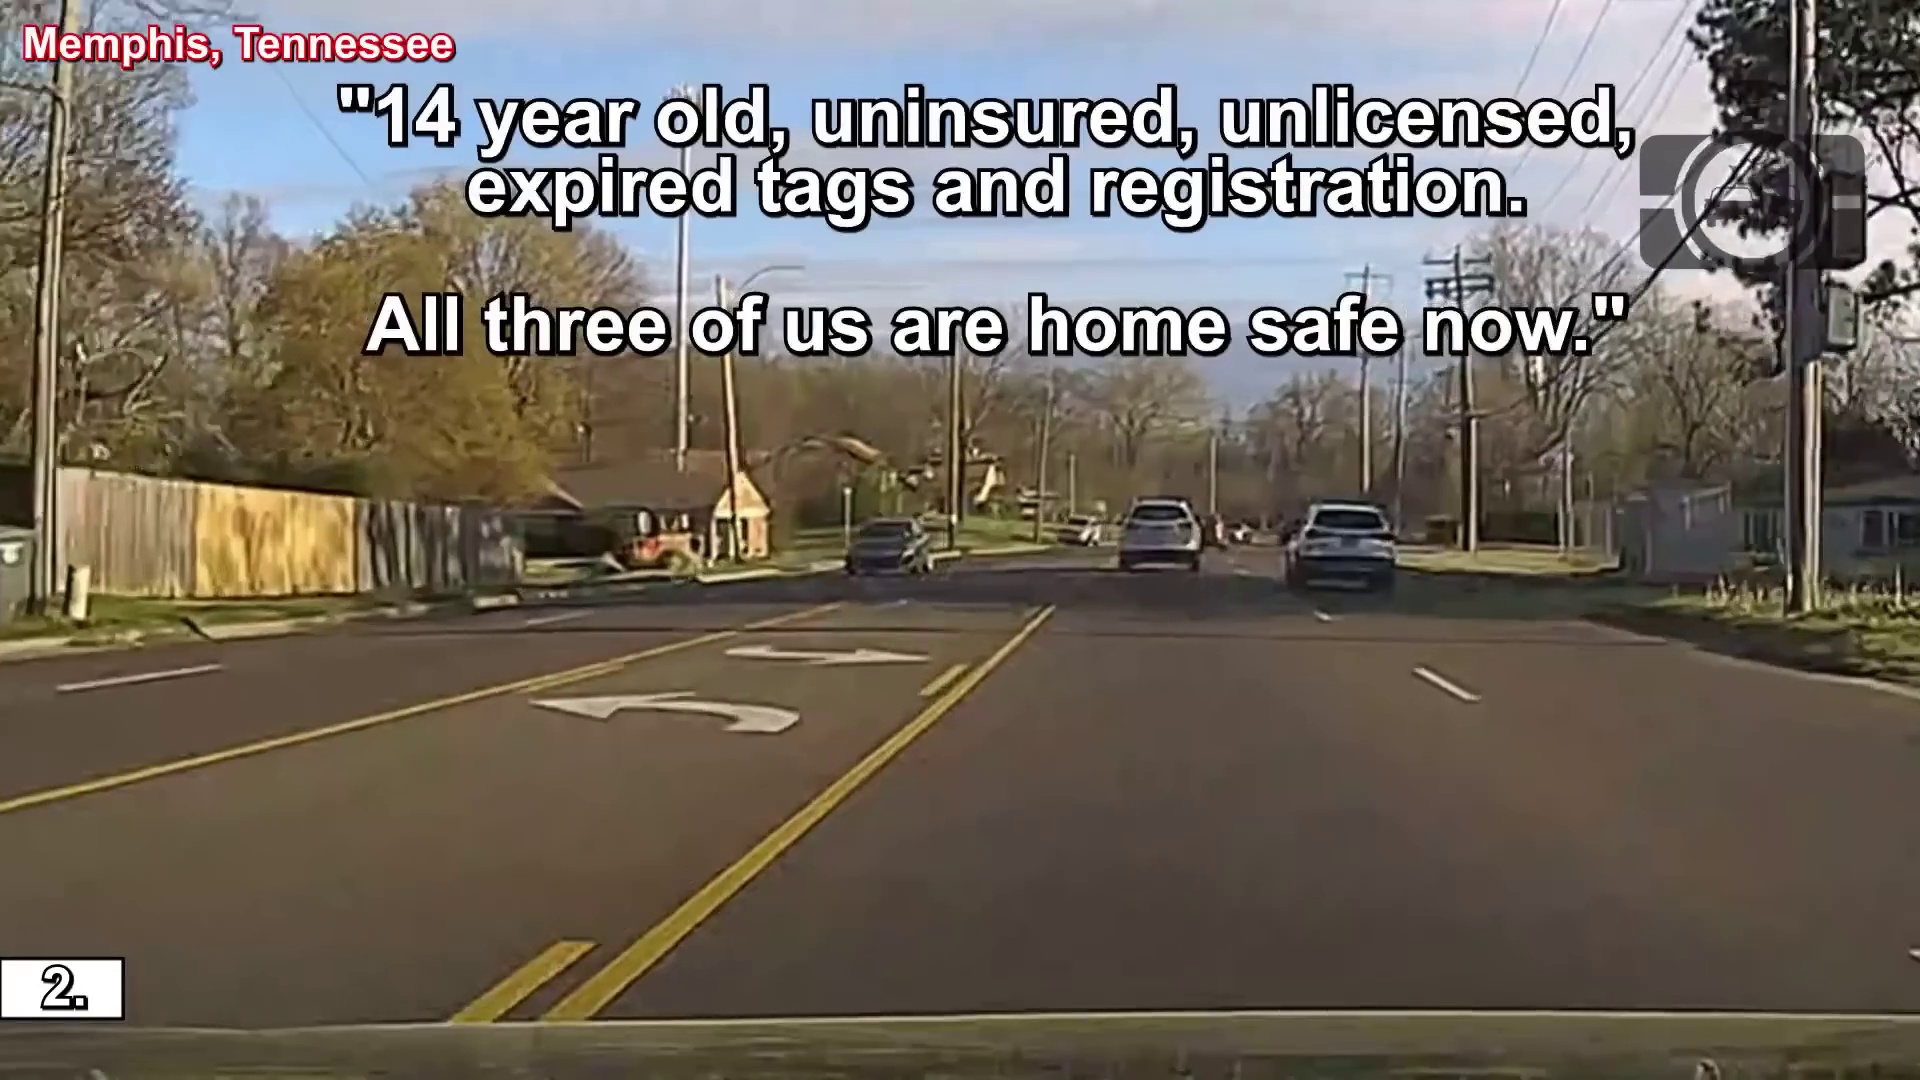 Memphis, Tennessee
"14 year old, uninsured, unlicensed,
expired tags and registration.
All three of us are home safe now."
2.